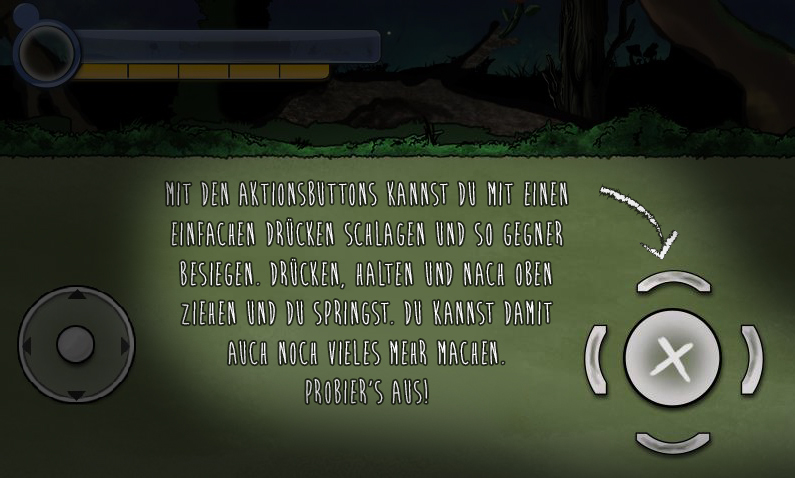 MIT DEN AKTIONSBUTTONS KANNST DU MIT EINEN
EINFACHEN DRÜCKEN SCHLAGEN UND SO GEGNER
BESIEGEN. DRÜCKEN, HALTEN UND NACH OBEN
ZIEHEN UND DU SPRINGST. DU KANNST DAMIT
AUCH NOCH VIELES MEHR MACHEN.
PROBIER'S AUS!